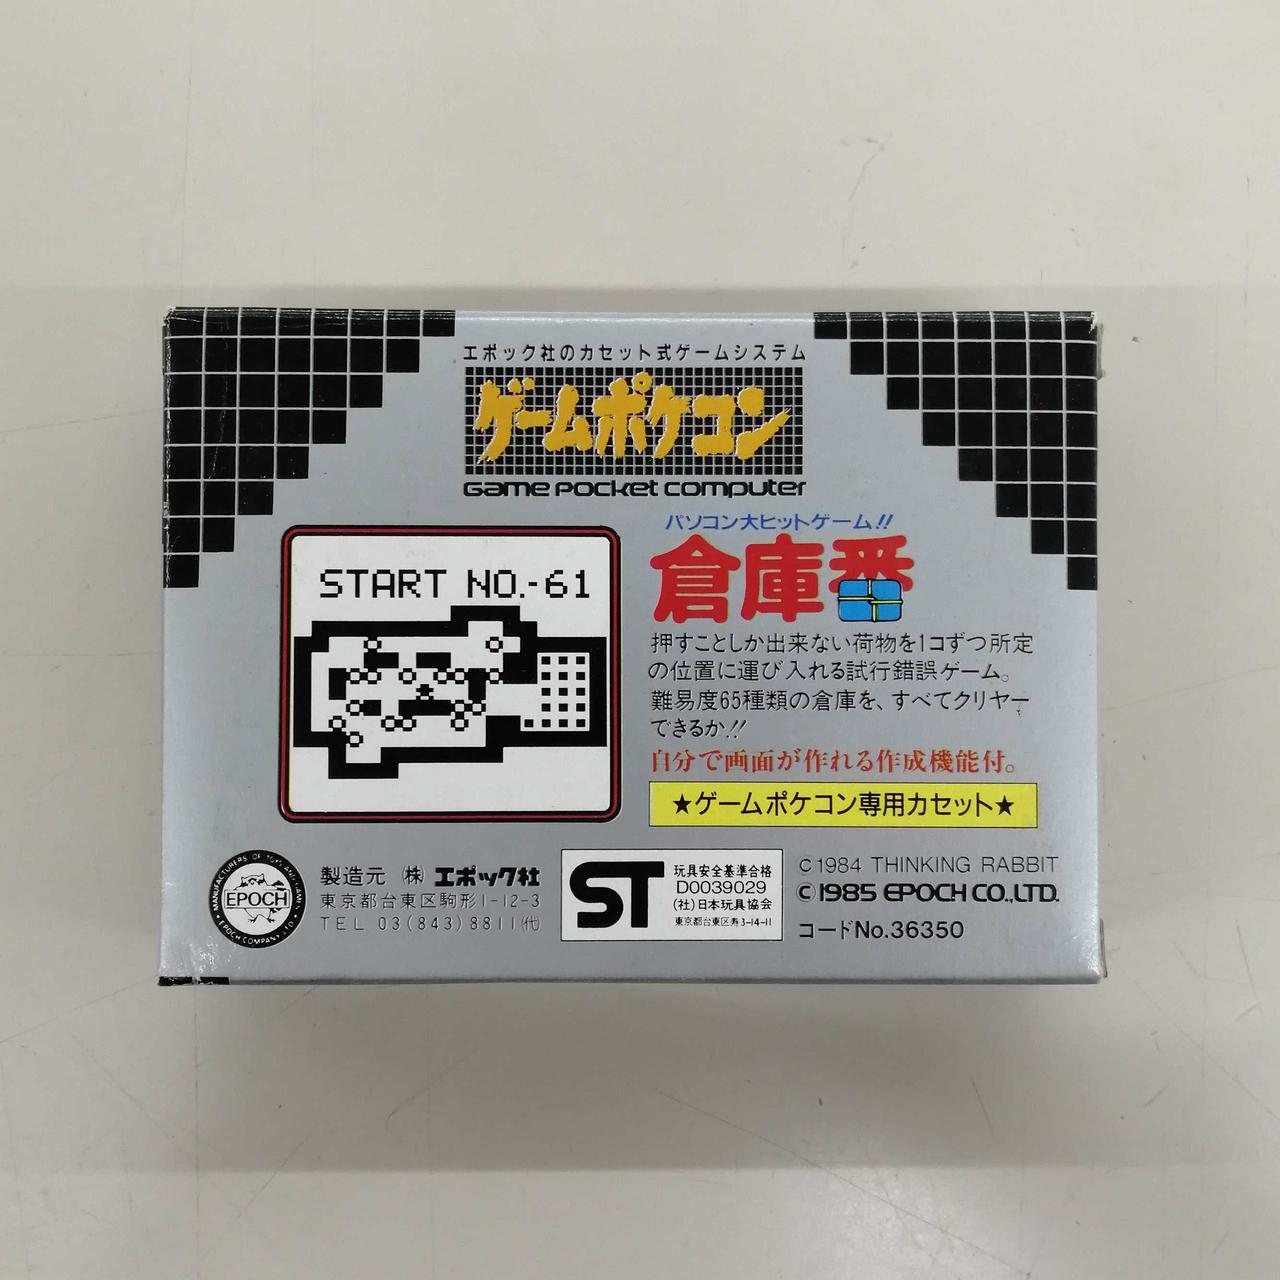 エポック社のカセット式ゲームシステム
ゲームポケコン
Game Pocket computer
START NO.-61
パソコン大ヒットゲーム!!
倉庫番
押すことしか出来ない荷物を1コずつ所定
の位置に運び入れる試行錯誤ゲーム。
難易度65種類の倉庫を、すべてクリヤー
できるか!!
自分で画面が作れる作成機能付。
★ゲームポケコン専用カセット★
MANUFACTURERS OF TOYS AND GAMES
EPOCH
EPOCH COMPANY LTD.
製造元 ㈱ エポック社
東京都台東区駒形1-12-3
TEL 03(843)8811㈹
ST
玩具安全基準合格
D0039029
(社)日本玩具協会
東京都台東区寿3-14-11
©1984 THINKING RABBIT
©1985 EPOCH CO.,LTD.
コードNo.36350